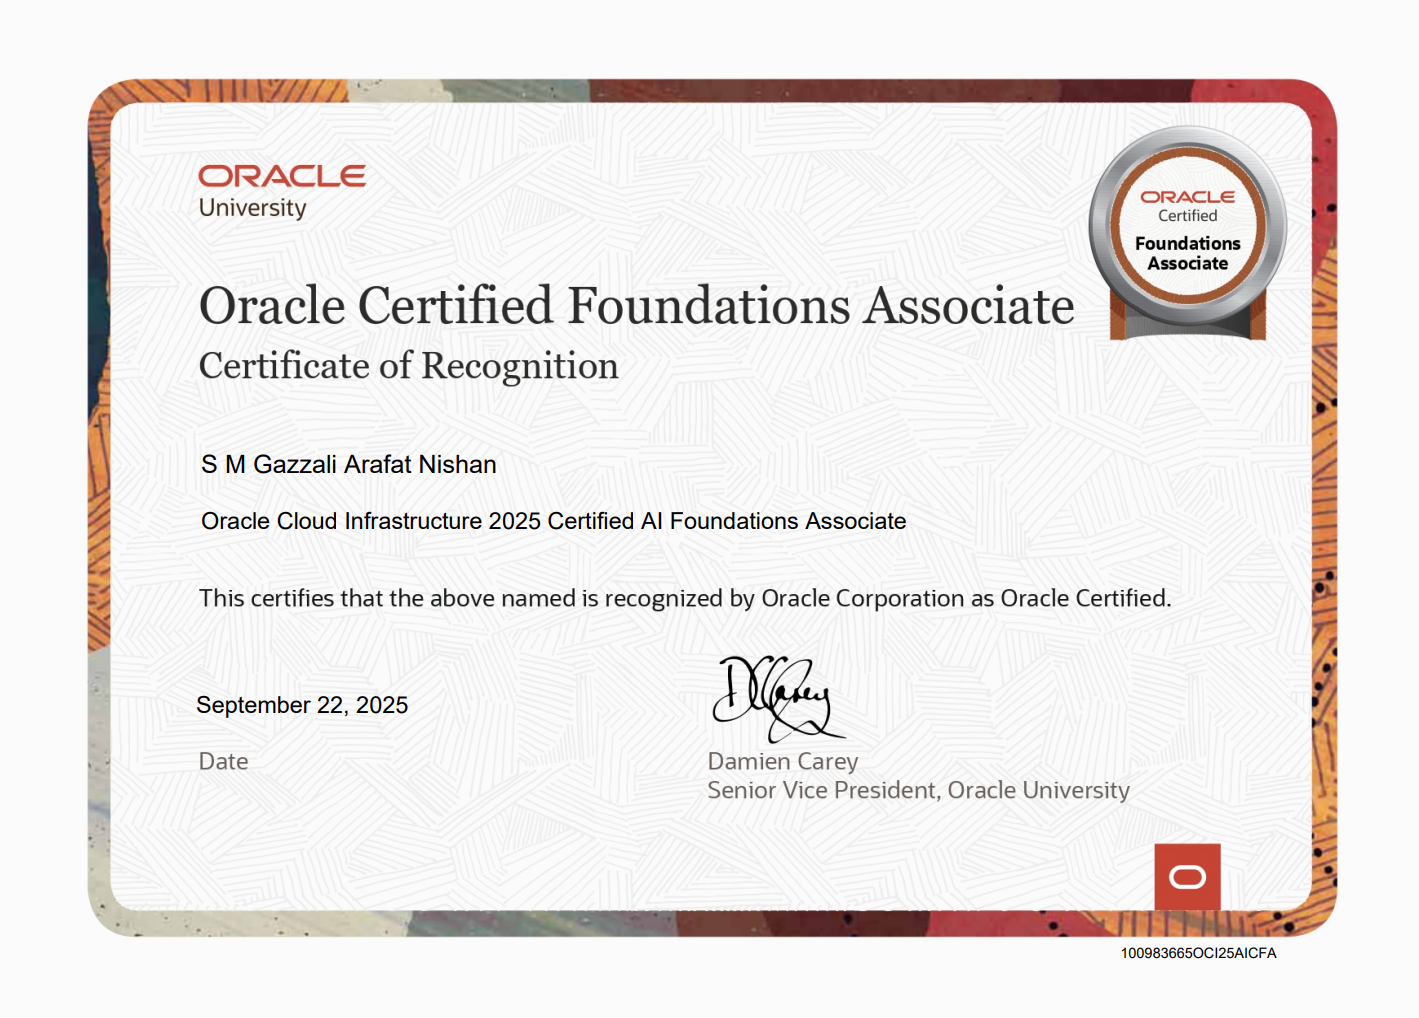 ORACLE
University
ORACLE
Certified
Foundations
Associate
Oracle Certified Foundations Associate
Certificate of Recognition
S M Gazzali Arafat Nishan
Oracle Cloud Infrastructure 2025 Certified AI Foundations Associate
This certifies that the above named is recognized by Oracle Corporation as Oracle Certified.
September 22, 2025
Date
DCarey
Damien Carey
Senior Vice President, Oracle University
100983665OCI25AICFA